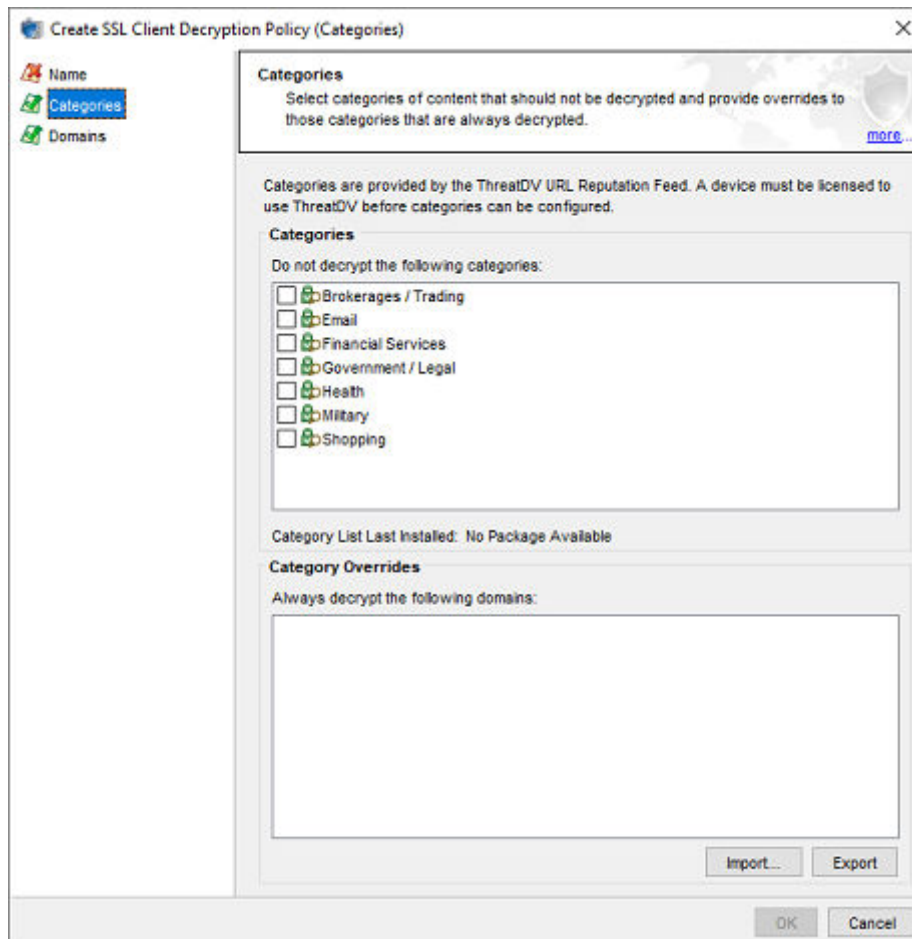 Create SSL Client Decryption Policy (Categories)
Name
Categories
Domains
Categories
Select categories of content that should not be decrypted and provide overrides to
those categories that are always decrypted.
more...
Categories are provided by the ThreatDV URL Reputation Feed. A device must be licensed to
use ThreatDV before categories can be configured.
Categories
Do not decrypt the following categories:
Brokerages / Trading
Email
Financial Services
Government / Legal
Health
Military
Shopping
Category List Last Installed: No Package Available
Category Overrides
Always decrypt the following domains:
Import...
Export
OK
Cancel